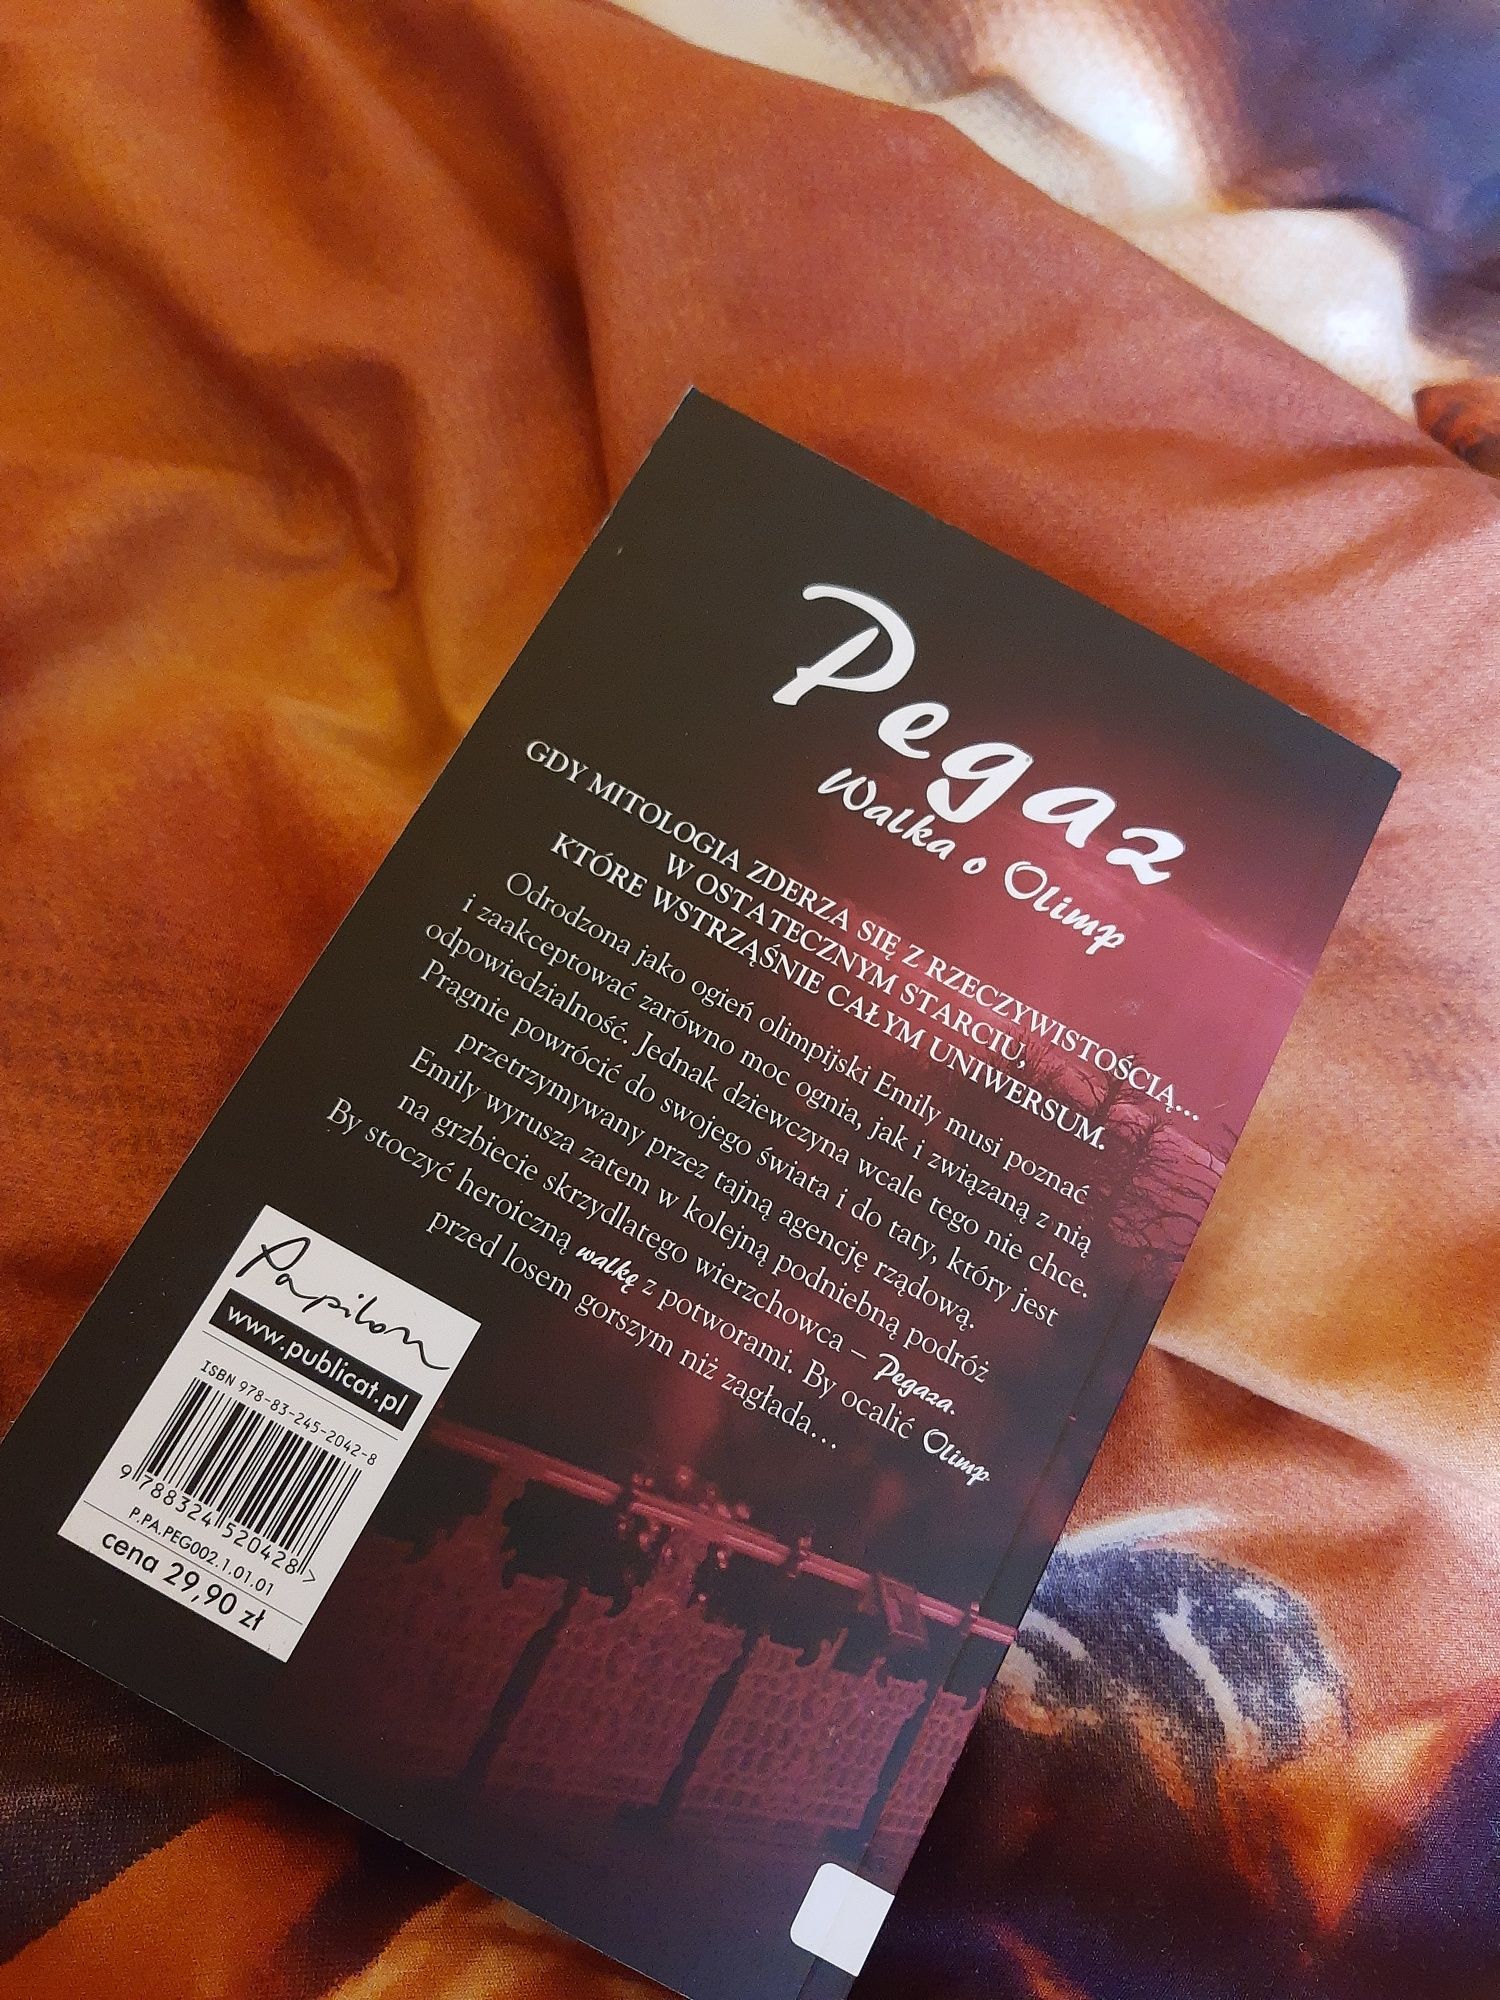 Pegaz
Walka o Olimp
GDY MITOLOGIA ZDERZA SIĘ Z RZECZYWISTOŚCIĄ...
W OSTATECZNYM STARCIU,
KTÓRE WSTRZĄŚNIE CAŁYM UNIWERSUM.
Odrodzona jako ogień olimpijski Emily musi poznać
i zaakceptować zarówno moc ognia, jak i związaną z nią
odpowiedzialność. Jednak dziewczyna wcale tego nie chce.
Pragnie powrócić do swojego świata i do taty, który jest
przetrzymywany przez tajną agencję rządową.
Emily wyrusza zatem w kolejną podniebną podróż
na grzbiecie skrzydlatego wierzchowca – Pegaza.
By stoczyć heroiczną walkę z potworami. By ocalić Olimp
przed losem gorszym niż zagłada...
Papilon
www.publicat.pl
ISBN 978-83-245-2042-8
9 788324 520428 >
P.PA.PEG002.1.01.01
cena 29,90 zł